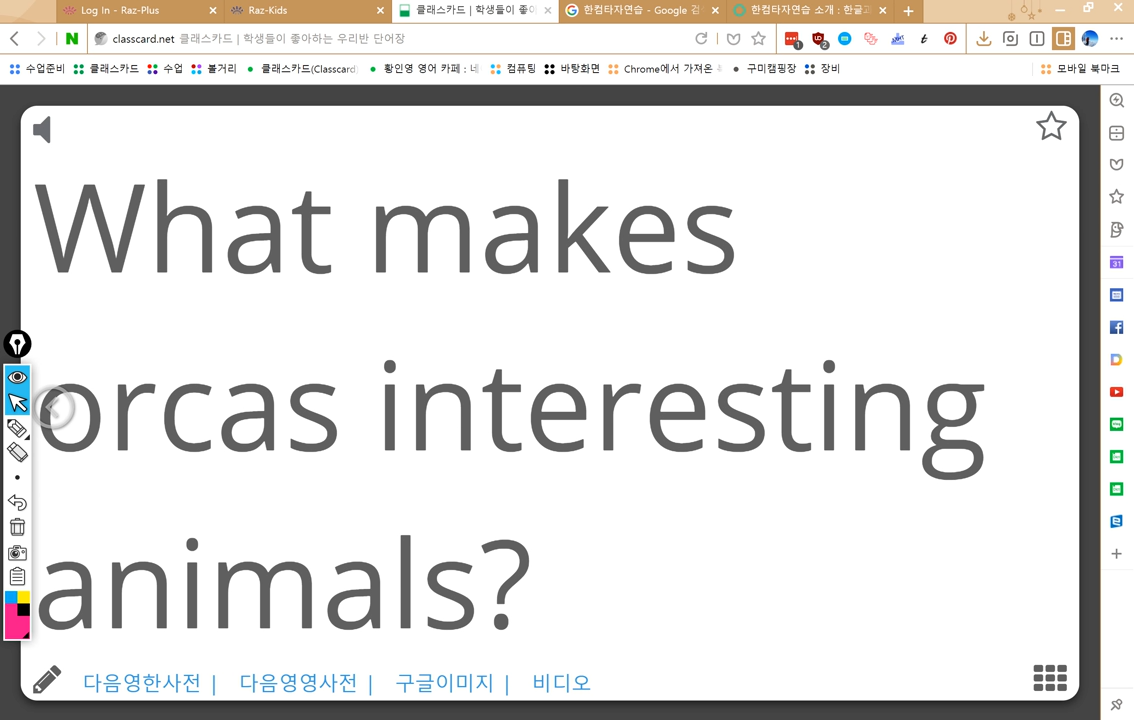 Log In - Raz-Plus
Raz-Kids
클래스카드 | 학생들이 좋아
한컴타자연습 - Google 검
한컴타자연습 소개 : 한글과
classcard.net 클래스카드 | 학생들이 좋아하는 우리반 단어장
수업준비 클래스카드 수업 볼거리 클래스카드(Classcard 황인영 영어 카페 : 네 컴퓨팅 바탕화면 Chrome에서 가져온 구미캠핑장 장비 모바일 북마크
What makes
orcas interesting
animals?
다음영한사전 | 다음영영사전 | 구글이미지 | 비디오